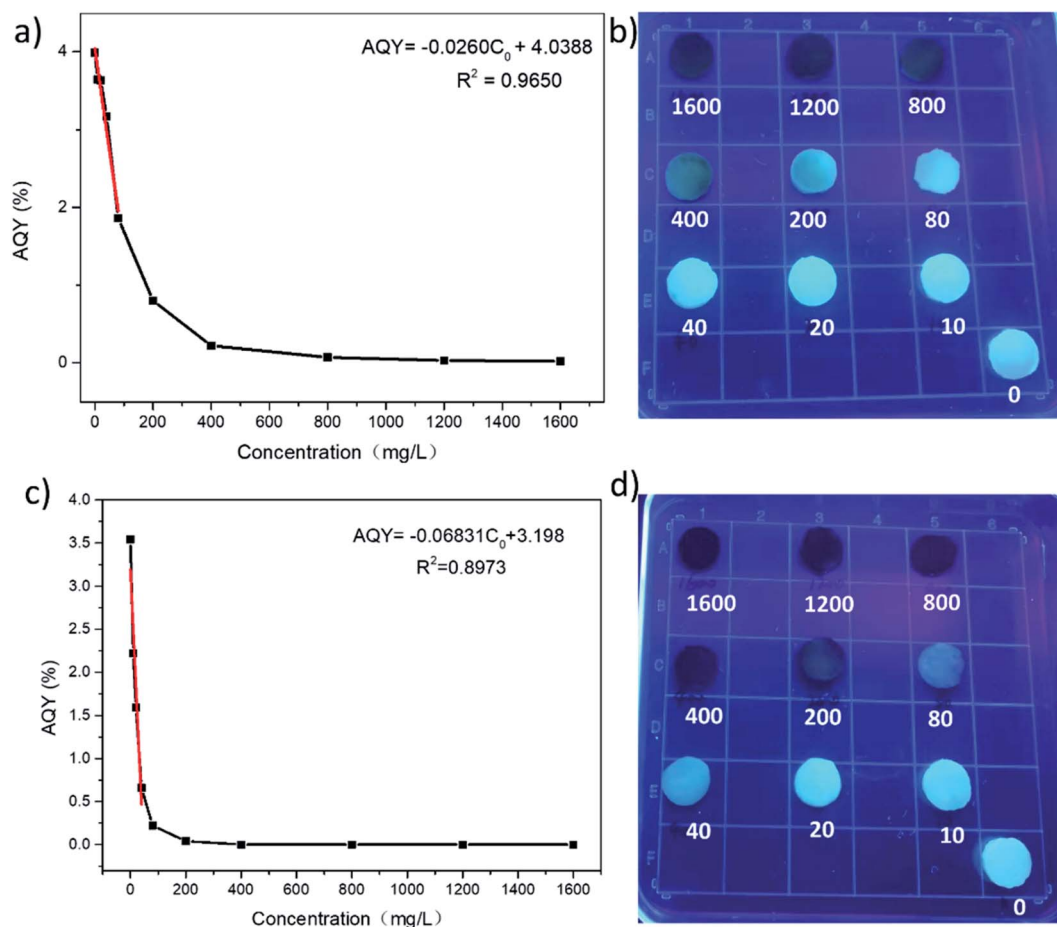 a)
AQY= -0.0260C₀ + 4.0388
R² = 0.9650
4
2
0
AQY (%)
0 200 400 600 800 1000 1200 1400 1600
Concentration（mg/L）
b)
1 2 3 4 5 6
A
B
C
D
E
F
1600 1200 800
400 200 80
40 20 10
0
c)
AQY= -0.06831C₀+3.198
R²=0.8973
4.0
3.5
3.0
2.5
2.0
1.5
1.0
0.5
0.0
AQY (%)
0 200 400 600 800 1000 1200 1400 1600
Concentration（mg/L）
d)
1 2 3 4 5 6
A
B
C
D
E
F
1600 1200 800
400 200 80
40 20 10
0